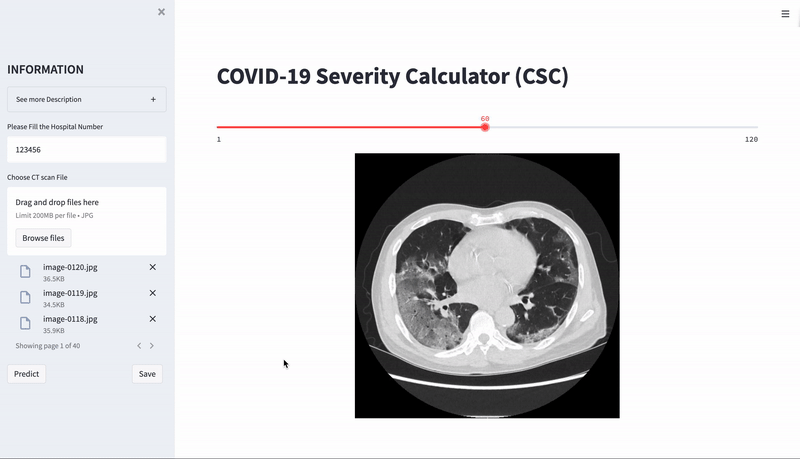 INFORMATION
See more Description +
Please Fill the Hospital Number
123456
Choose CT scan File
Drag and drop files here
Limit 200MB per file • JPG
Browse files
image-0120.jpg
36.5KB
image-0119.jpg
34.5KB
image-0118.jpg
35.9KB
Showing page 1 of 40
Predict
Save
COVID-19 Severity Calculator (CSC)
60
1
120